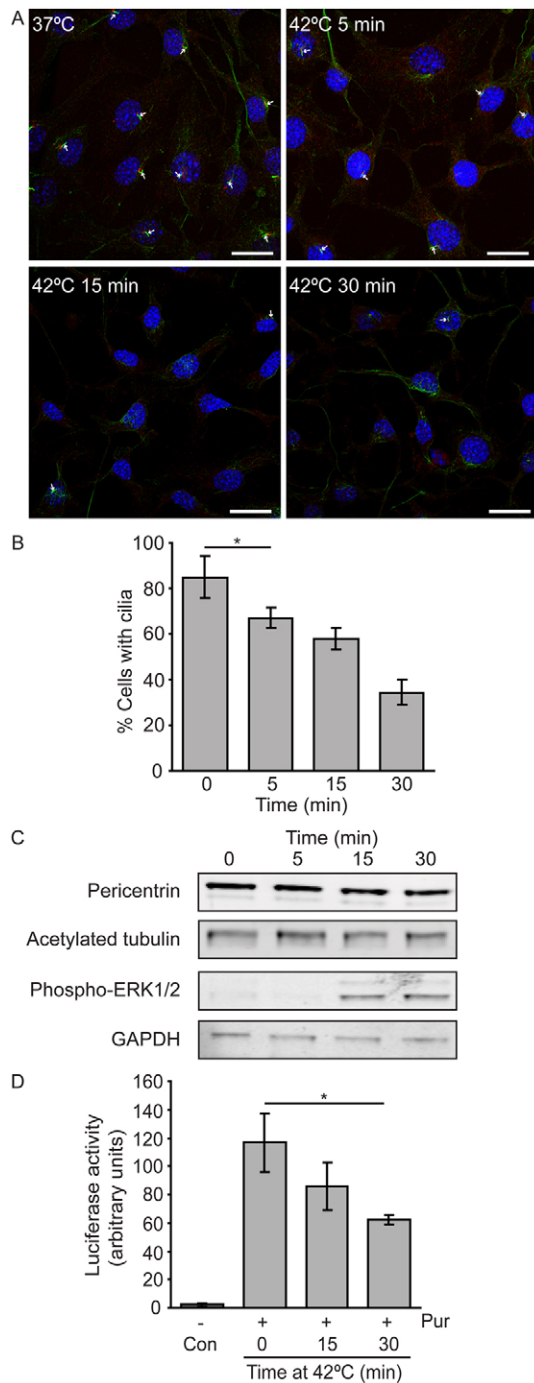 A
37ºC
42ºC 5 min
42ºC 15 min
42ºC 30 min
B
% Cells with cilia
100
80
60
40
20
0
*
0 5 15 30
Time (min)
C
Time (min)
0 5 15 30
Pericentrin
Acetylated tubulin
Phospho-ERK1/2
GAPDH
D
Luciferase activity
(arbitrary units)
160
140
120
100
80
60
40
20
0
*
- + + + Pur
Con 0 15 30
Time at 42ºC (min)